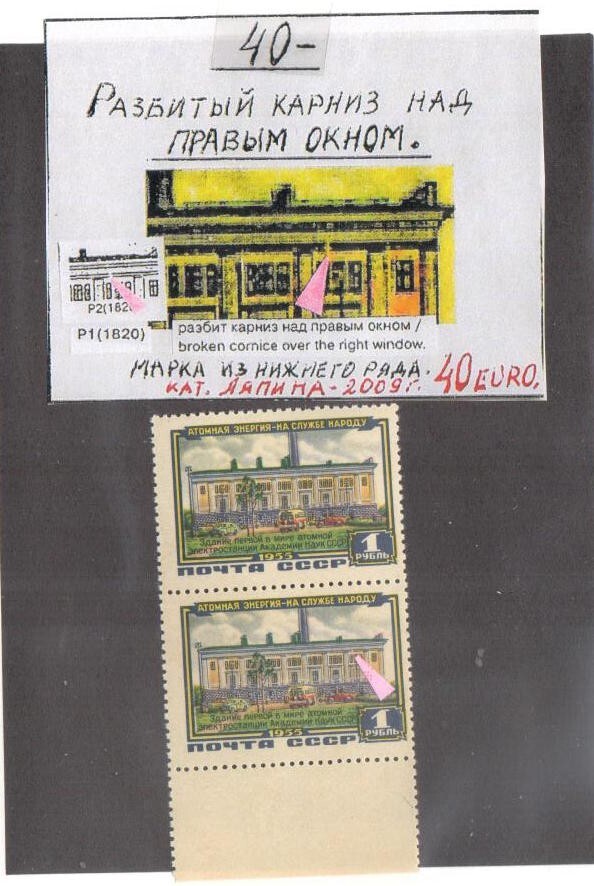 40-
РАЗБИТЫЙ КАРНИЗ НАД
ПРАВЫМ ОКНОМ.
P2(182
P1(1820)
разбит карниз над правым окном /
broken cornice over the right window.
МАРКА ИЗ НИЖНЕГО РЯДА.
КАТ. ЛЯПИНА-2009г. 40 EURO.
АТОМНАЯ ЭНЕРГИЯ-НА СЛУЖБЕ НАРОДУ
Здание первой в мире атомной
электростанции Академии Наук СССР
1955
1
РУБЛЬ
ПОЧТА СССР
АТОМНАЯ ЭНЕРГИЯ-НА СЛУЖБЕ НАРОДУ
Здание первой в мире атомной
электростанции Академии Наук СССР
1955
1
РУБЛЬ
ПОЧТА СССР